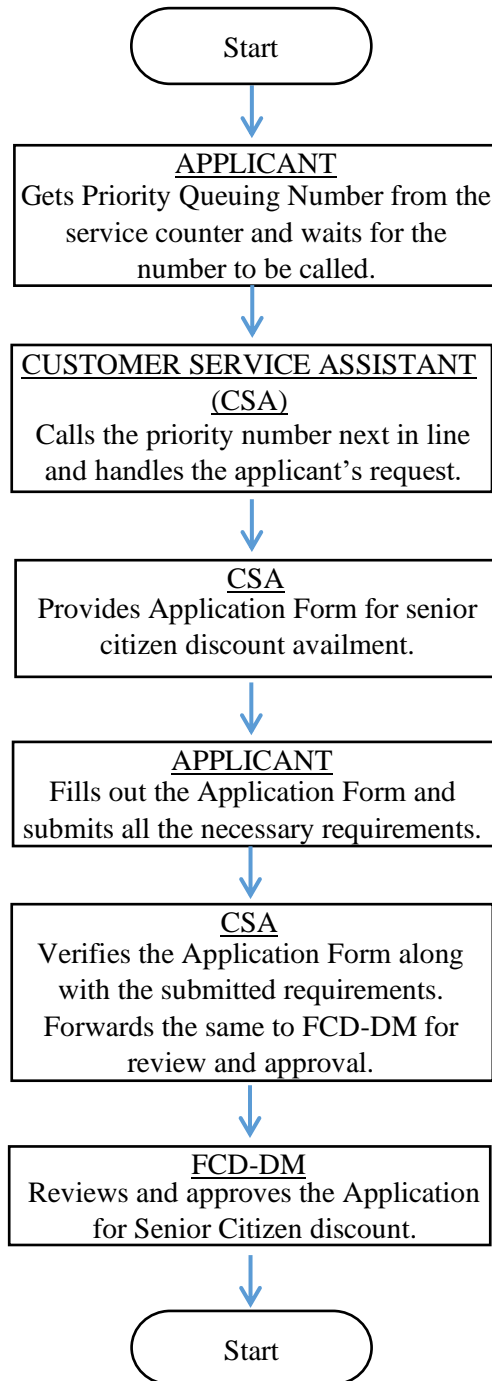 Start
APPLICANT
Gets Priority Queuing Number from the
service counter and waits for the
number to be called.
CUSTOMER SERVICE ASSISTANT
(CSA)
Calls the priority number next in line
and handles the applicant’s request.
CSA
Provides Application Form for senior
citizen discount availment.
APPLICANT
Fills out the Application Form and
submits all the necessary requirements.
CSA
Verifies the Application Form along
with the submitted requirements.
Forwards the same to FCD-DM for
review and approval.
FCD-DM
Reviews and approves the Application
for Senior Citizen discount.
Start